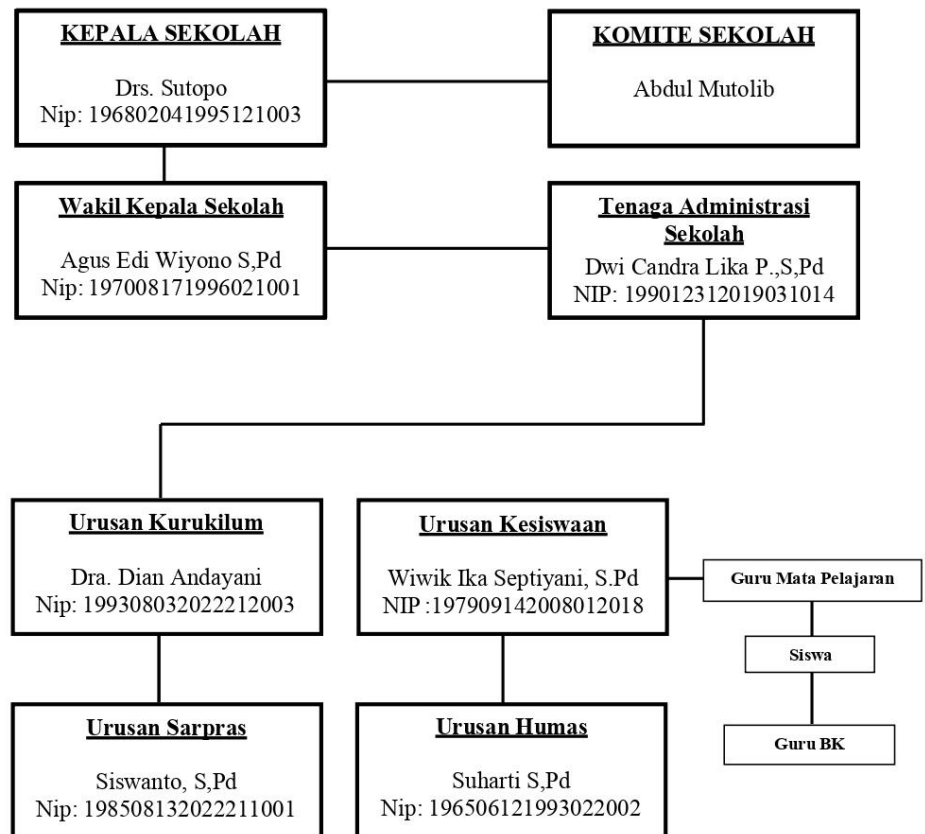 KEPALA SEKOLAH
Drs. Sutopo
Nip: 196802041995121003
KOMITE SEKOLAH
Abdul Mutolib
Wakil Kepala Sekolah
Agus Edi Wiyono S,Pd
Nip: 197008171996021001
Tenaga Administrasi
Sekolah
Dwi Candra Lika P.,S,Pd
NIP: 199012312019031014
Urusan Kurukilum
Dra. Dian Andayani
Nip: 199308032022212003
Urusan Kesiswaan
Wiwik Ika Septiyani, S.Pd
NIP :197909142008012018
Guru Mata Pelajaran
Siswa
Guru BK
Urusan Sarpras
Siswanto, S,Pd
Nip: 198508132022211001
Urusan Humas
Suharti S,Pd
Nip: 196506121993022002